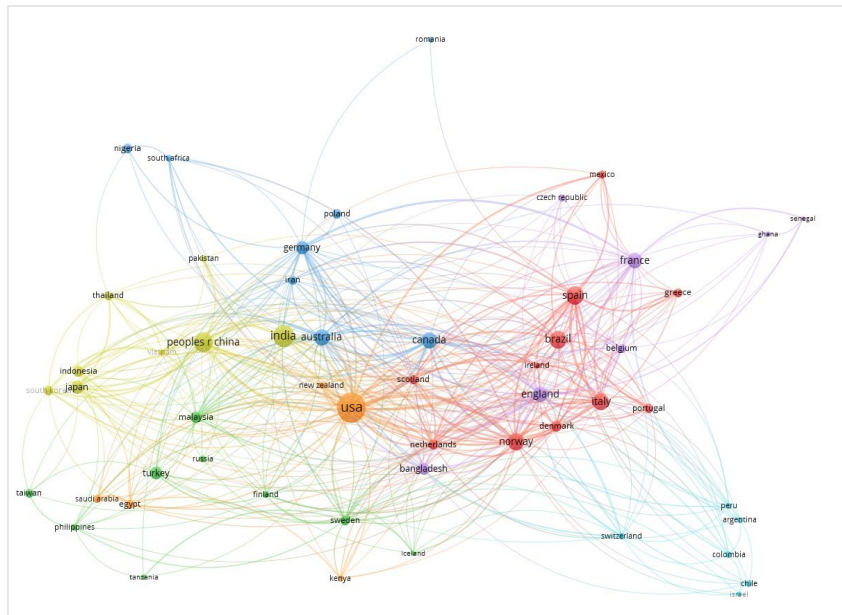 romania
nigeria
south africa
mexico
czech republic
poland
senegal
ghana
germany
pakistan
france
iran
thailand
spain
greece
peoples r china
india
australia
canada
brazil
vietnam
belgium
ireland
indonesia
scotland
japan
south korea
new zealand
england
usa
italy
portugal
malaysia
denmark
netherlands
norway
russia
bangladesh
turkey
taiwan
saudi arabia
egypt
finland
peru
philippines
sweden
argentina
switzerland
iceland
colombia
tanzania
kenya
chile
israel